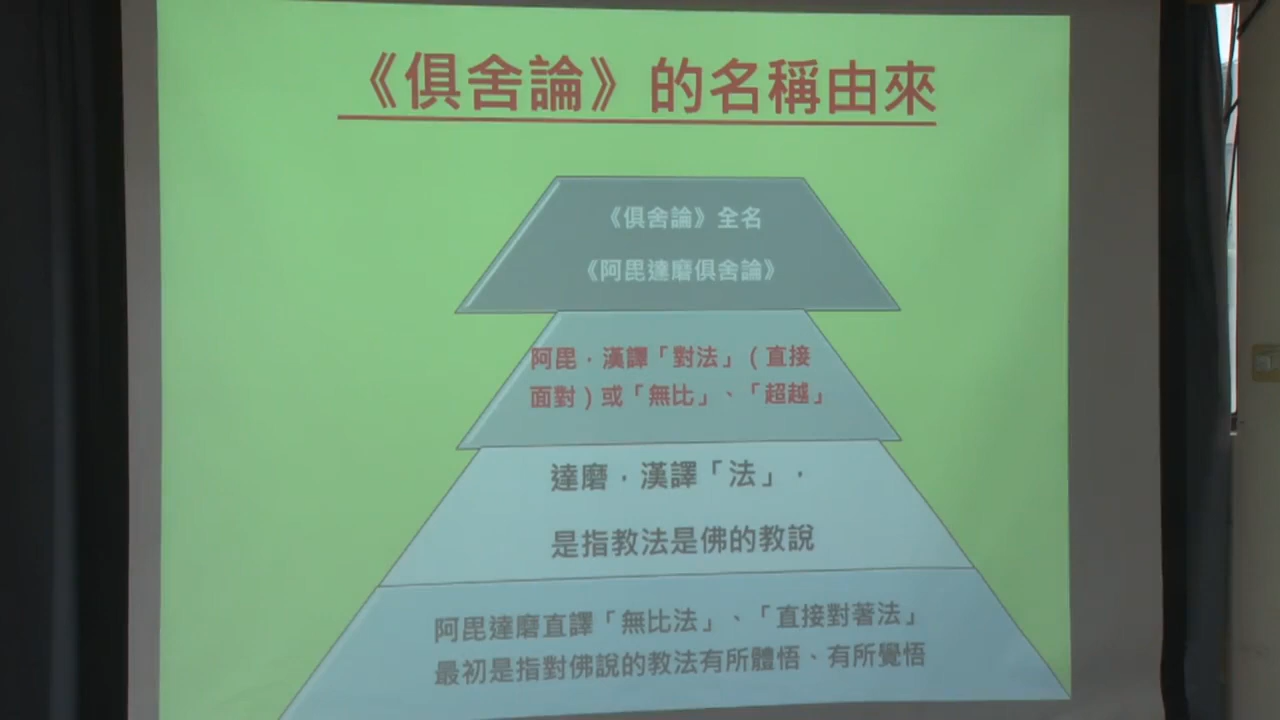 《俱舍論》的名稱由來
《俱舍論》全名
《阿毘達磨俱舍論》
阿毘，漢譯「對法」(直接
面對)或「無比」、「超越」
達磨，漢譯「法」，
是指教法是佛的教說
阿毘達磨直譯「無比法」、「直接對著法」
最初是指對佛說的教法有所體悟、有所覺悟